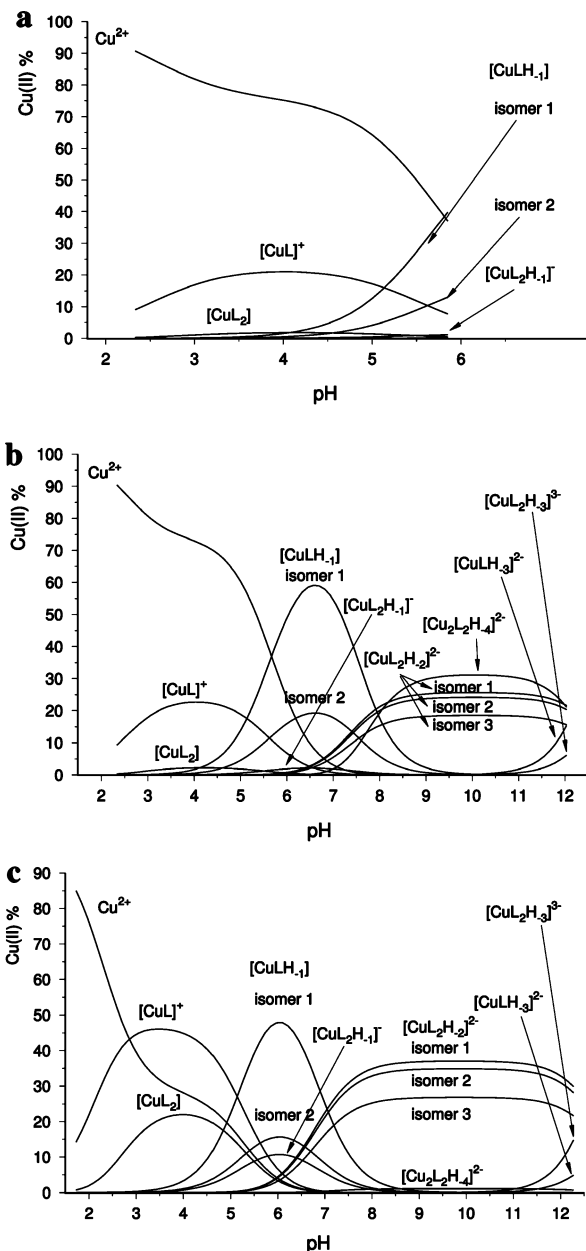 a
Cu(II) %
100
90
80
70
60
50
40
30
20
10
0
Cu²⁺
[CuLH₋₁]
isomer 1
isomer 2
[CuL]⁺
[CuL₂]
[CuL₂H₋₁]⁻
2 3 4 5 6
pH
b
Cu(II) %
100
90
80
70
60
50
40
30
20
10
0
Cu²⁺
[CuL₂H₋₃]³⁻
[CuLH₋₁]
isomer 1
[CuLH₋₃]²⁻
[CuL₂H₋₁]⁻
[Cu₂L₂H₋₄]²⁻
[CuL₂H₋₂]²⁻
[CuL]⁺
isomer 2
isomer 1
isomer 2
isomer 3
[CuL₂]
2 3 4 5 6 7 8 9 10 11 12
pH
c
Cu(II) %
90
80
70
60
50
40
30
20
10
0
Cu²⁺
[CuL₂H₋₃]³⁻
[CuLH₋₁]
isomer 1
[CuLH₋₃]²⁻
[CuL]⁺
[CuL₂H₋₁]⁻
[CuL₂H₋₂]²⁻
isomer 1
isomer 2
[CuL₂]
isomer 2
isomer 3
[Cu₂L₂H₋₄]²⁻
2 3 4 5 6 7 8 9 10 11 12
pH